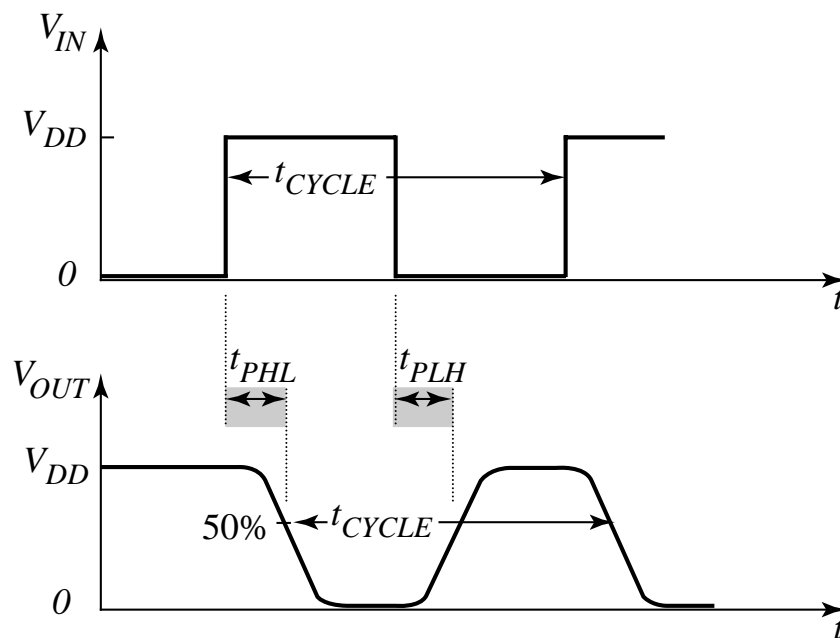 V_IN
V_DD
t_CYCLE
0
t
t_PHL
t_PLH
V_OUT
V_DD
50%
t_CYCLE
0
t